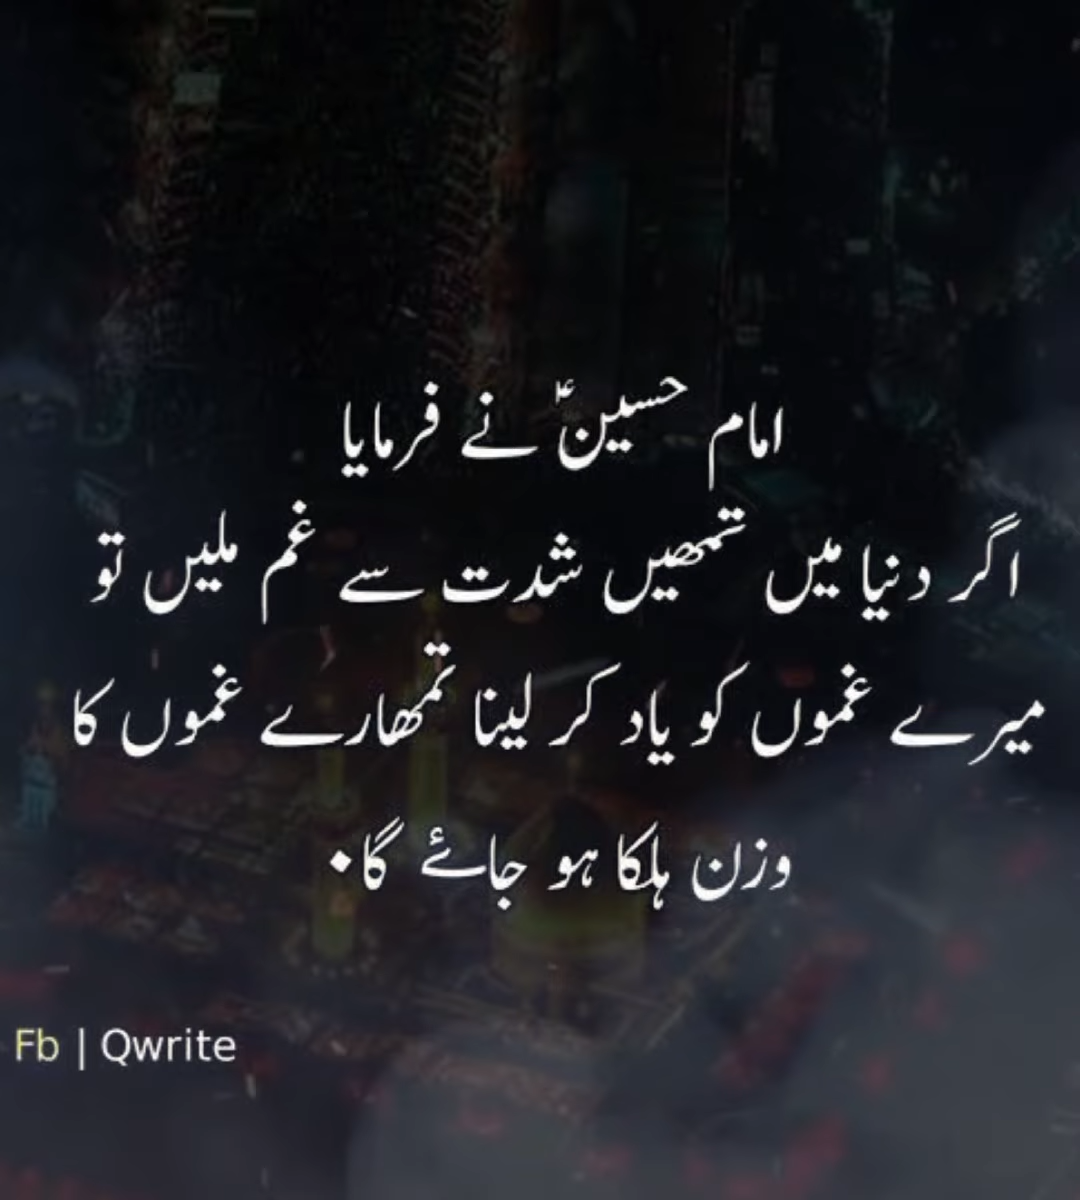 امام حسینؑ نے فرمایا
اگر دنیا میں تمھیں شدت سے غم ملیں تو
میرے غموں کو یاد کر لینا تمھارے غموں کا
وزن ہلکا ہو جائے گا۰
Fb | Qwrite